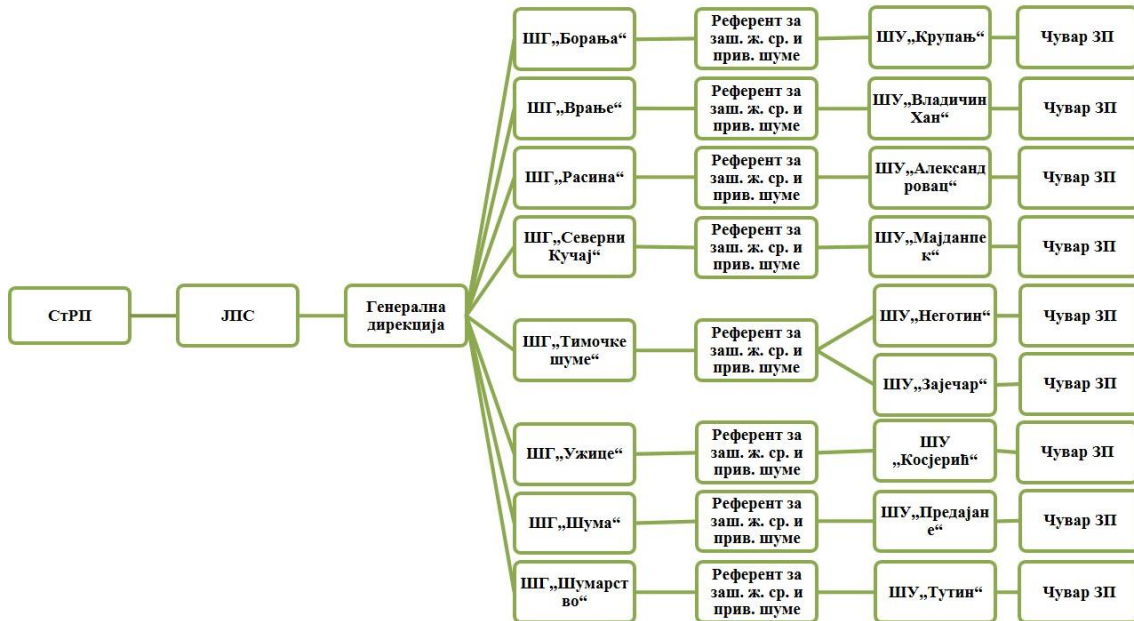 СтРП
ЈПС
Генерална
дирекција
ШГ„Борања“
Референт за
заш. ж. ср. и
прив. шуме
ШУ„Крупањ“
Чувар ЗП
ШГ„Врање“
Референт за
заш. ж. ср. и
прив. шуме
ШУ„Владичин
Хан“
Чувар ЗП
ШГ„Расина“
Референт за
заш. ж. ср. и
прив. шуме
ШУ„Александ
ровац“
Чувар ЗП
ШГ„Северни
Кучај“
Референт за
заш. ж. ср. и
прив. шуме
ШУ„Мајданпе
к“
Чувар ЗП
ШГ„Тимочке
шуме“
Референт за
заш. ж. ср. и
прив. шуме
ШУ„Неготин“
Чувар ЗП
ШУ„Зајечар“
Чувар ЗП
ШГ„Ужице“
Референт за
заш. ж. ср. и
прив. шуме
ШУ
„Косјерић“
Чувар ЗП
ШГ„Шума“
Референт за
заш. ж. ср. и
прив. шуме
ШУ„Предајан
е“
Чувар ЗП
ШГ„Шумарст
во“
Референт за
заш. ж. ср. и
прив. шуме
ШУ„Тутин“
Чувар ЗП